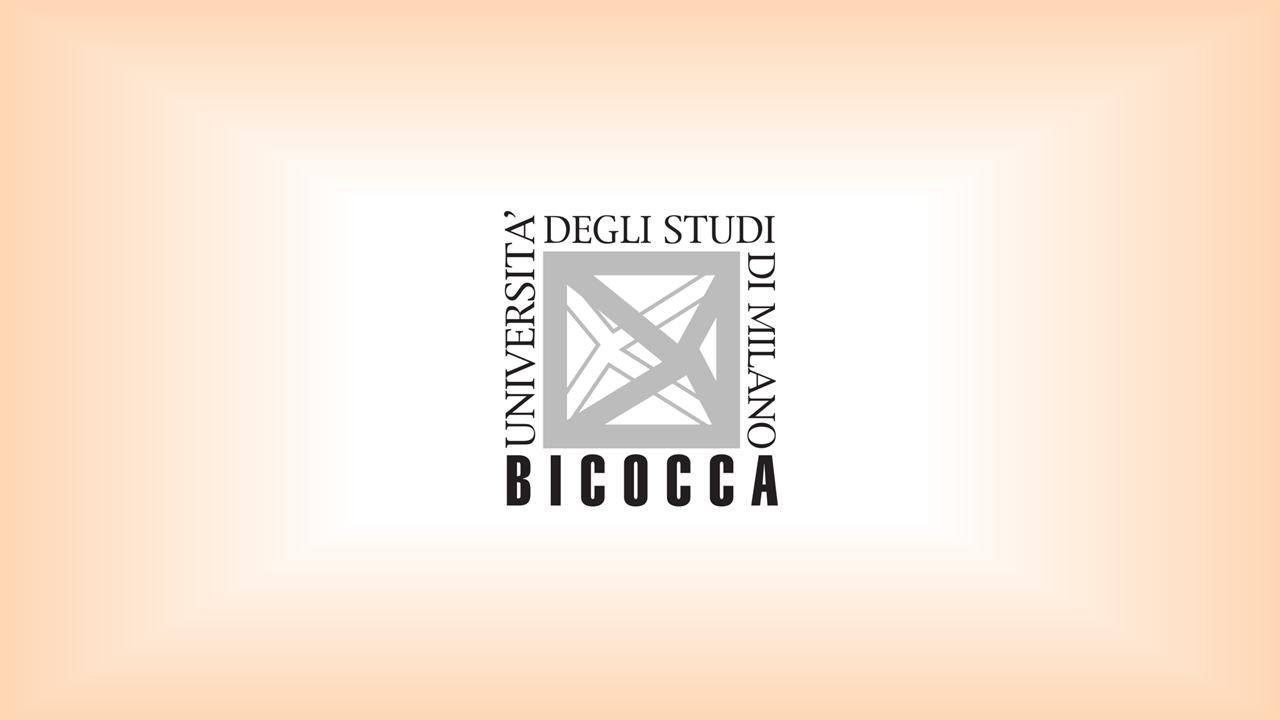 UNIVERSITA’
DEGLI STUDI
DI MILANO
BICOCCA